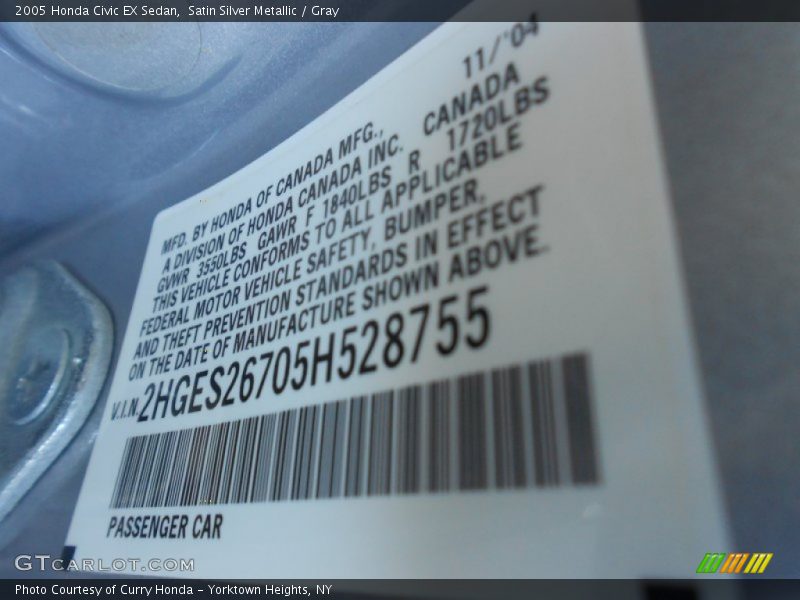 2005 Honda Civic EX Sedan, Satin Silver Metallic / Gray
11/'04
MFD. BY HONDA OF CANADA MFG.,
A DIVISION OF HONDA CANADA INC. CANADA
GVWR 3550LBS GAWR F 1840LBS R 1720LBS
THIS VEHICLE CONFORMS TO ALL APPLICABLE
FEDERAL MOTOR VEHICLE SAFETY, BUMPER,
AND THEFT PREVENTION STANDARDS IN EFFECT
ON THE DATE OF MANUFACTURE SHOWN ABOVE.
V.I.N. 2HGES26705H528755
PASSENGER CAR
GTCARLOT.COM
Photo Courtesy of Curry Honda - Yorktown Heights, NY